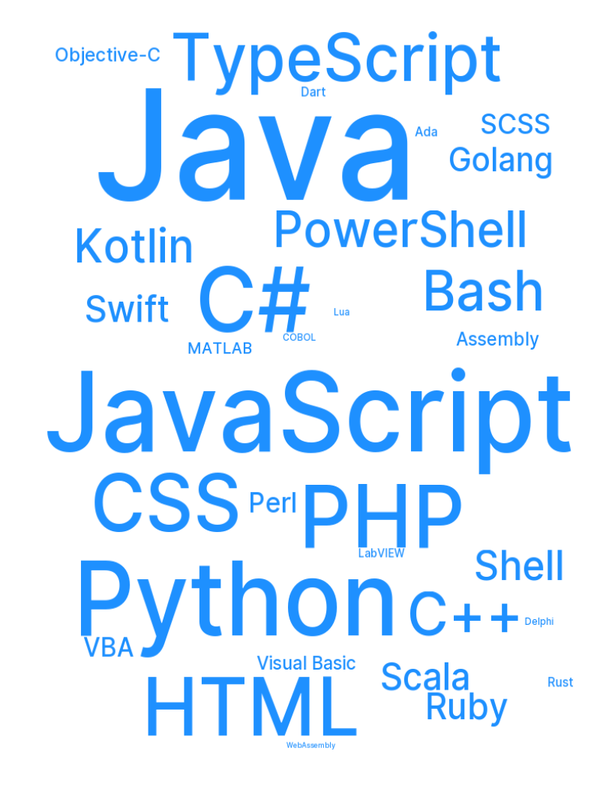 TypeScript
Objective-C
Dart
Java
Ada
SCSS
Golang
PowerShell
Kotlin
C#
Bash
Swift
Lua
COBOL
Assembly
MATLAB
JavaScript
CSS
Perl
PHP
LabVIEW
Shell
Python
C++
Delphi
VBA
Visual Basic
Scala
Rust
HTML
Ruby
WebAssembly